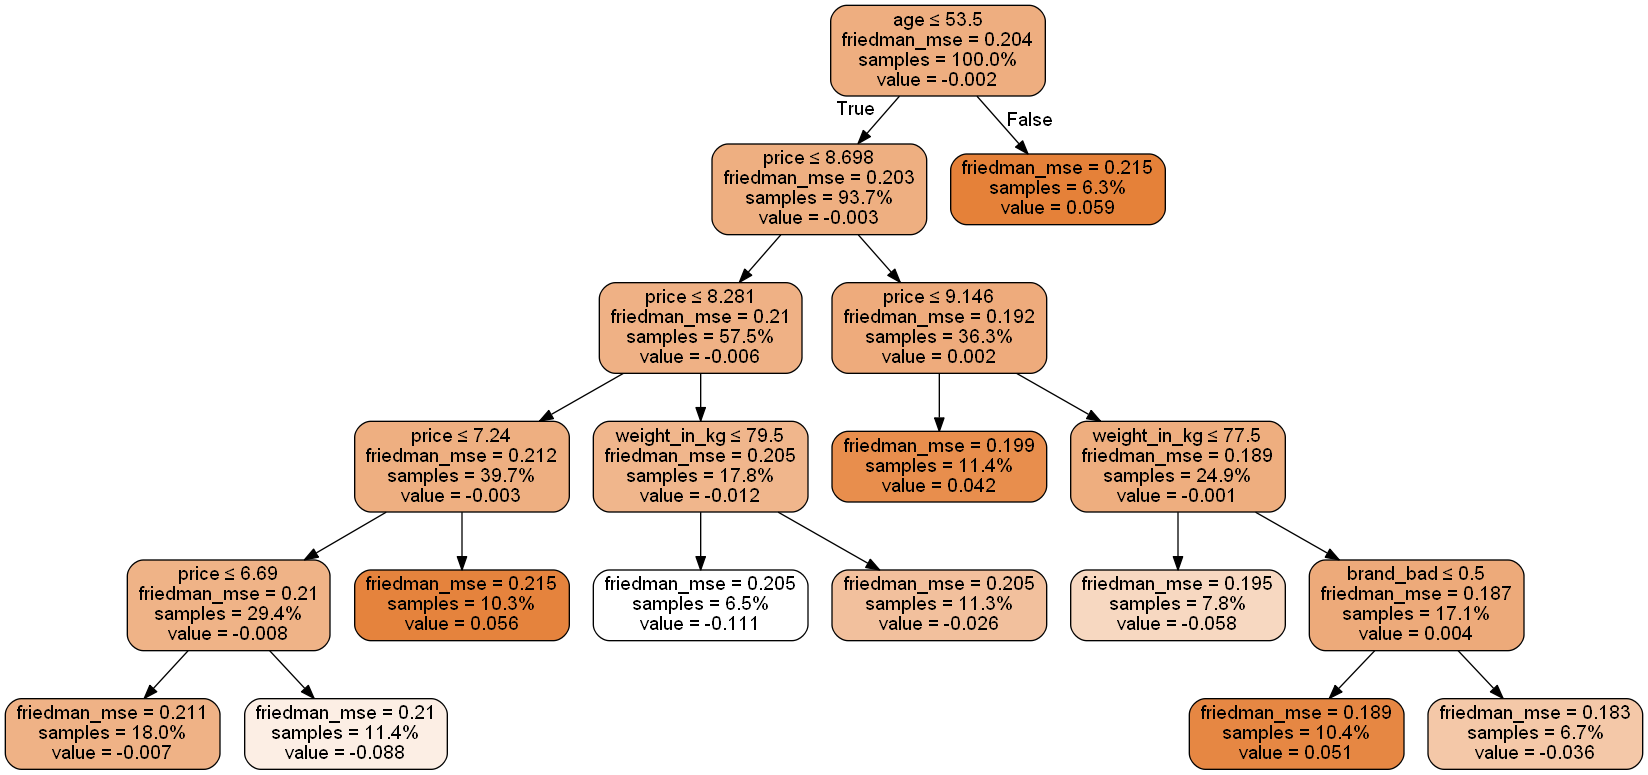 age ≤ 53.5
friedman_mse = 0.204
samples = 100.0%
value = -0.002
True
False
price ≤ 8.698
friedman_mse = 0.203
samples = 93.7%
value = -0.003
friedman_mse = 0.215
samples = 6.3%
value = 0.059
price ≤ 8.281
friedman_mse = 0.21
samples = 57.5%
value = -0.006
price ≤ 9.146
friedman_mse = 0.192
samples = 36.3%
value = 0.002
price ≤ 7.24
friedman_mse = 0.212
samples = 39.7%
value = -0.003
weight_in_kg ≤ 79.5
friedman_mse = 0.205
samples = 17.8%
value = -0.012
friedman_mse = 0.199
samples = 11.4%
value = 0.042
weight_in_kg ≤ 77.5
friedman_mse = 0.189
samples = 24.9%
value = -0.001
price ≤ 6.69
friedman_mse = 0.21
samples = 29.4%
value = -0.008
friedman_mse = 0.215
samples = 10.3%
value = 0.056
friedman_mse = 0.205
samples = 6.5%
value = -0.111
friedman_mse = 0.205
samples = 11.3%
value = -0.026
friedman_mse = 0.195
samples = 7.8%
value = -0.058
brand_bad ≤ 0.5
friedman_mse = 0.187
samples = 17.1%
value = 0.004
friedman_mse = 0.211
samples = 18.0%
value = -0.007
friedman_mse = 0.21
samples = 11.4%
value = -0.088
friedman_mse = 0.189
samples = 10.4%
value = 0.051
friedman_mse = 0.183
samples = 6.7%
value = -0.036